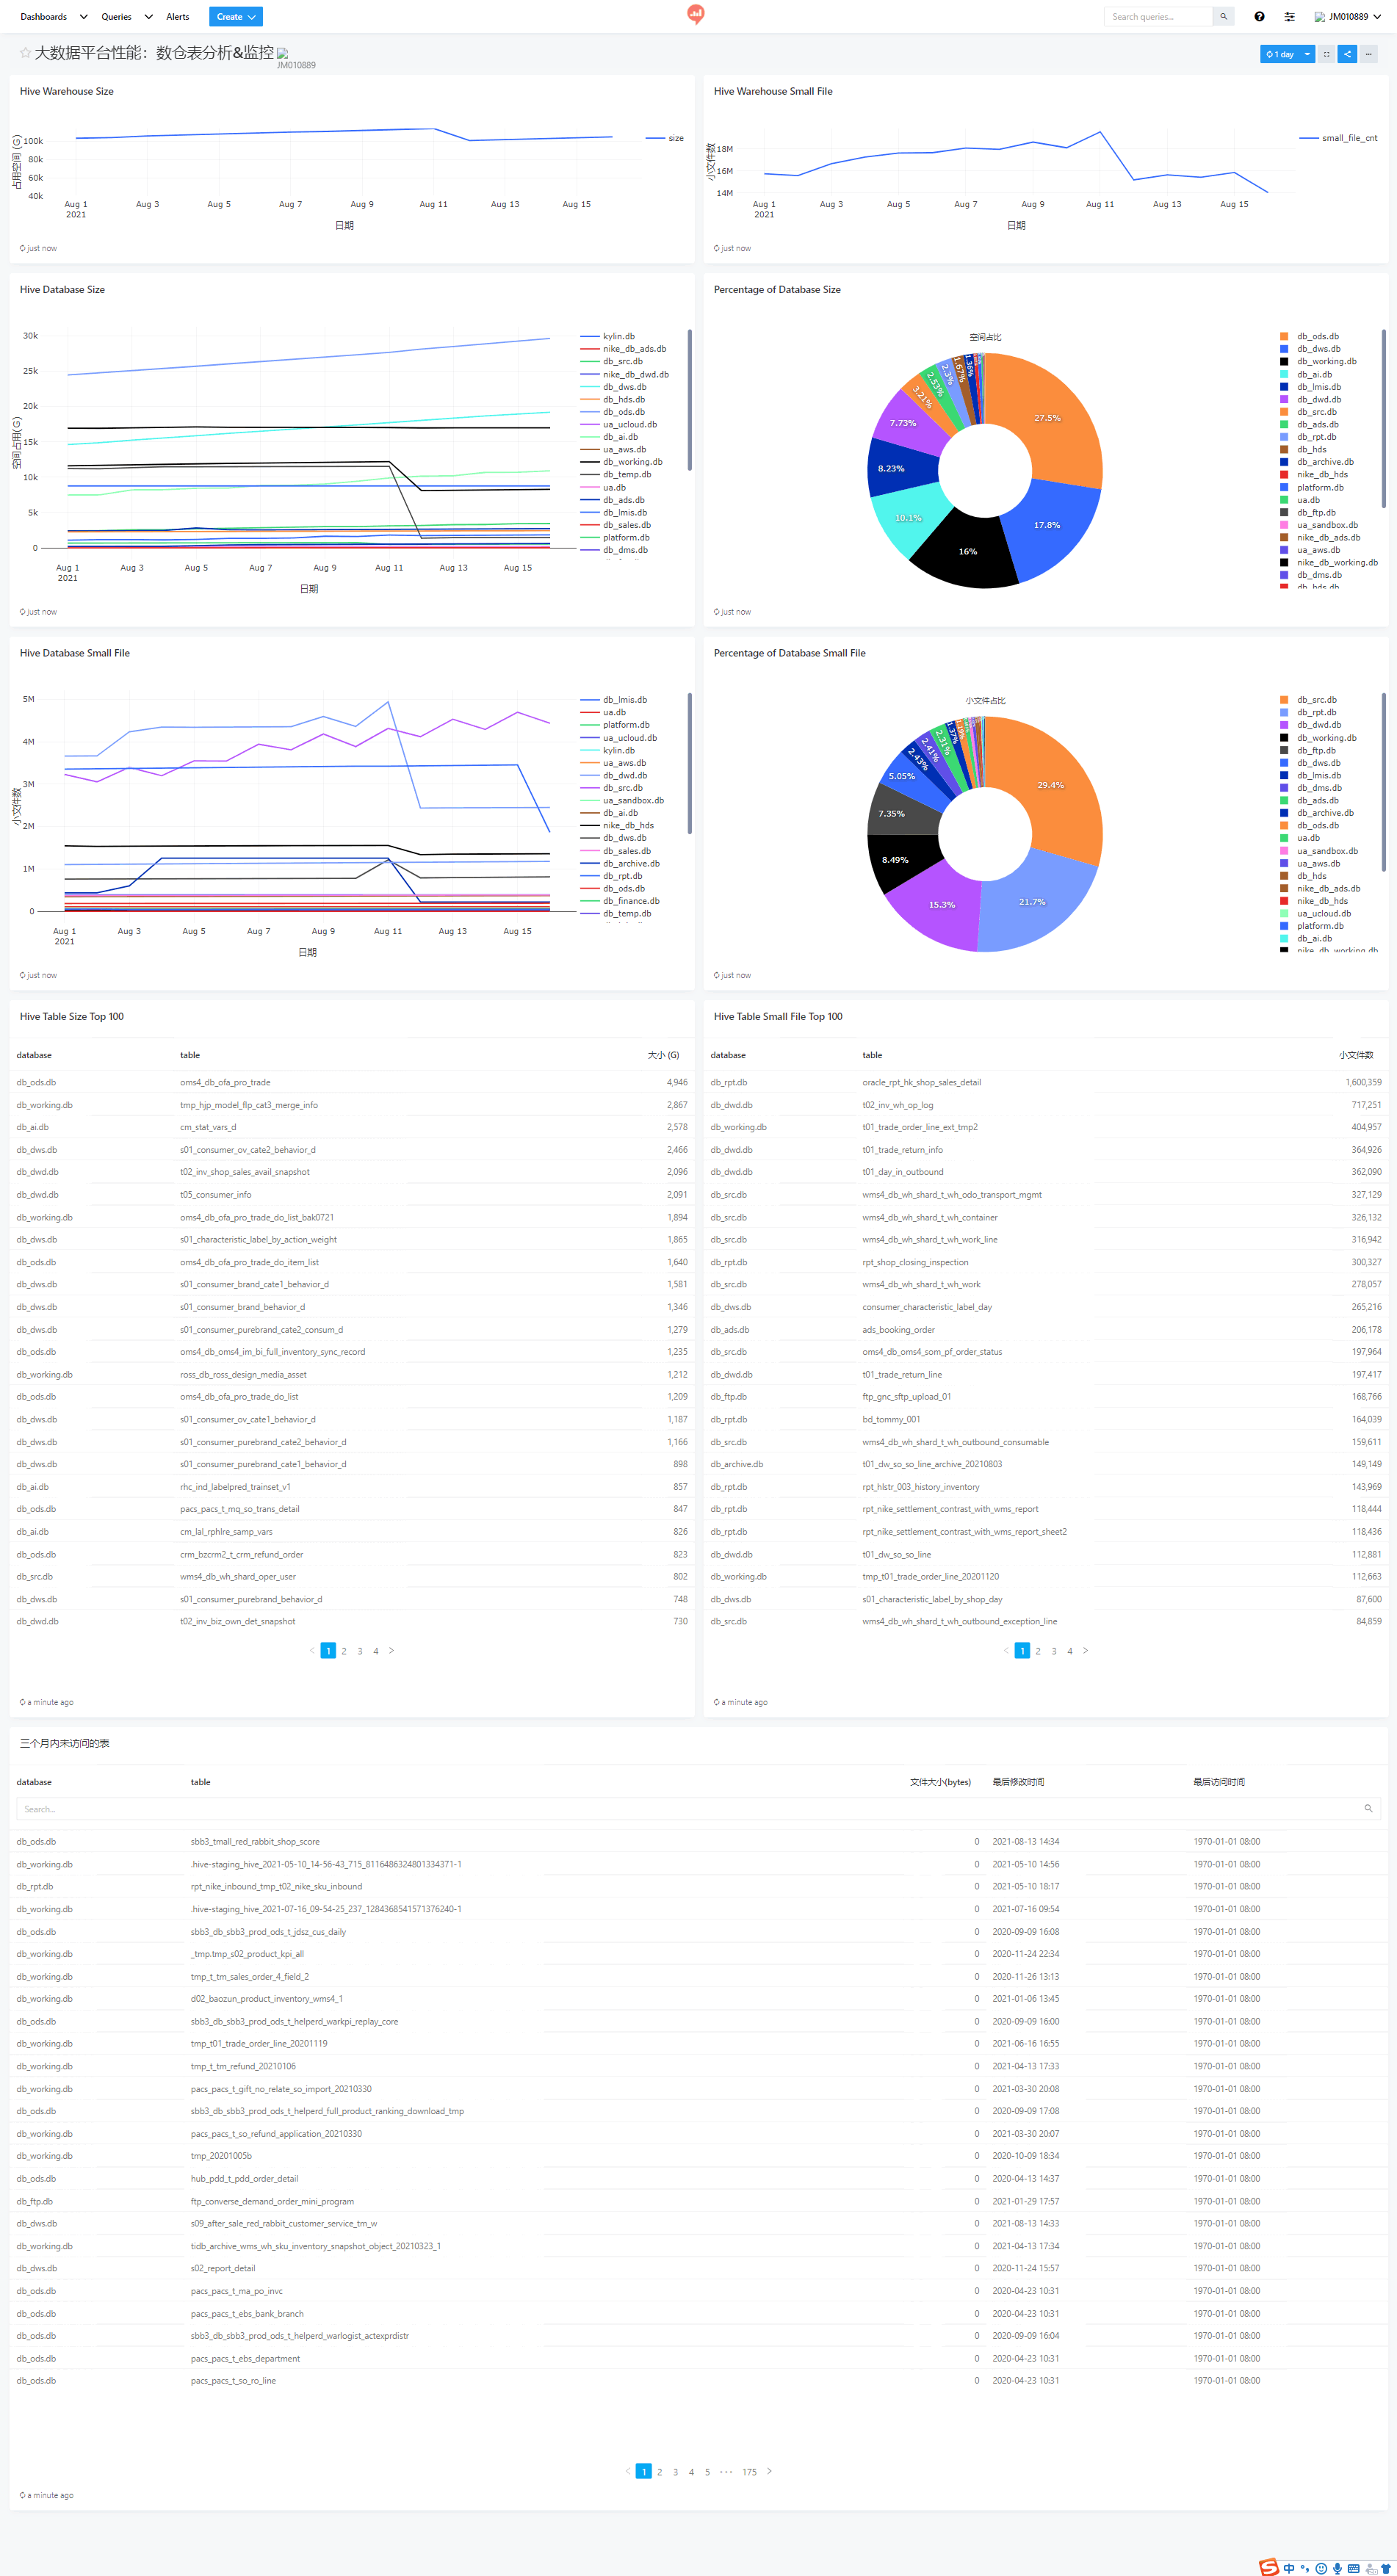 Dashboards Queries Alerts Create Search queries... JM010889
大数据平台性能：数仓表分析&监控 JM010889
1 day
Hive Warehouse Size
占用空间 (G)
100k
80k
60k
40k
Aug 1 Aug 3 Aug 5 Aug 7 Aug 9 Aug 11 Aug 13 Aug 15
2021
日期
size
just now
Hive Warehouse Small File
小文件数
18M
16M
14M
Aug 1 Aug 3 Aug 5 Aug 7 Aug 9 Aug 11 Aug 13 Aug 15
2021
日期
small_file_cnt
just now
Hive Database Size
空间占用(G)
30k
25k
20k
15k
10k
5k
0
Aug 1 Aug 3 Aug 5 Aug 7 Aug 9 Aug 11 Aug 13 Aug 15
2021
日期
kylin.db
nike_db_ads.db
db_src.db
nike_db_dwd.db
db_dws.db
db_hds.db
db_ods.db
ua_ucloud.db
db_ai.db
ua_aws.db
db_working.db
db_temp.db
ua.db
db_ads.db
db_lmis.db
db_sales.db
platform.db
db_dms.db
just now
Percentage of Database Size
空间占比
27.5%
17.8%
16%
10.1%
8.23%
7.73%
3.21%
2.53%
2.3%
1.67%
1.36%
db_ods.db
db_dws.db
db_working.db
db_ai.db
db_lmis.db
db_dwd.db
db_src.db
db_ads.db
db_rpt.db
db_hds
db_archive.db
nike_db_hds
platform.db
ua.db
db_ftp.db
ua_sandbox.db
nike_db_ads.db
ua_aws.db
nike_db_working.db
db_dms.db
db_hds.db
just now
Hive Database Small File
小文件数
5M
4M
3M
2M
1M
0
Aug 1 Aug 3 Aug 5 Aug 7 Aug 9 Aug 11 Aug 13 Aug 15
2021
日期
db_lmis.db
ua.db
platform.db
ua_ucloud.db
kylin.db
ua_aws.db
db_dwd.db
db_src.db
ua_sandbox.db
db_ai.db
nike_db_hds
db_dws.db
db_sales.db
db_archive.db
db_rpt.db
db_ods.db
db_finance.db
db_temp.db
just now
Percentage of Database Small File
小文件占比
29.4%
21.7%
15.3%
8.49%
7.35%
5.05%
2.43%
2.41%
2.31%
1.37%
db_src.db
db_rpt.db
db_dwd.db
db_working.db
db_ftp.db
db_dws.db
db_lmis.db
db_dms.db
db_ads.db
db_archive.db
db_ods.db
ua.db
ua_sandbox.db
ua_aws.db
db_hds
nike_db_ads.db
nike_db_hds
ua_ucloud.db
platform.db
db_ai.db
nike_db_working.db
just now
Hive Table Size Top 100
database table 大小 (G)
db_ods.db oms4_db_ofa_pro_trade 4,946
db_working.db tmp_hjp_model_flp_cat3_merge_info 2,867
db_ai.db cm_stat_vars_d 2,578
db_dws.db s01_consumer_ov_cate2_behavior_d 2,466
db_dwd.db t02_inv_shop_sales_avail_snapshot 2,096
db_dwd.db t05_consumer_info 2,091
db_working.db oms4_db_ofa_pro_trade_do_list_bak0721 1,894
db_dws.db s01_characteristic_label_by_action_weight 1,865
db_ods.db oms4_db_ofa_pro_trade_do_item_list 1,640
db_dws.db s01_consumer_brand_cate1_behavior_d 1,581
db_dws.db s01_consumer_brand_behavior_d 1,346
db_dws.db s01_consumer_purebrand_cate2_consum_d 1,279
db_ods.db oms4_db_oms4_im_bi_full_inventory_sync_record 1,235
db_working.db ross_db_ross_design_media_asset 1,212
db_ods.db oms4_db_ofa_pro_trade_do_list 1,209
db_dws.db s01_consumer_ov_cate1_behavior_d 1,187
db_dws.db s01_consumer_purebrand_cate2_behavior_d 1,166
db_dws.db s01_consumer_purebrand_cate1_behavior_d 898
db_ai.db rhc_ind_labelpred_trainset_v1 857
db_ods.db pacs_pacs_t_mq_so_trans_detail 847
db_ai.db cm_lal_rphlre_samp_vars 826
db_ods.db crm_bzcrm2_t_crm_refund_order 823
db_src.db wms4_db_wh_shard_oper_user 802
db_dws.db s01_consumer_purebrand_behavior_d 748
db_dwd.db t02_inv_biz_own_det_snapshot 730
1 2 3 4
a minute ago
Hive Table Small File Top 100
database table 小文件数
db_rpt.db oracle_rpt_hk_shop_sales_detail 1,600,359
db_dwd.db t02_inv_wh_op_log 717,251
db_working.db t01_trade_order_line_ext_tmp2 404,957
db_dwd.db t01_trade_return_info 364,926
db_dwd.db t01_day_in_outbound 362,090
db_src.db wms4_db_wh_shard_t_wh_odo_transport_mgmt 327,129
db_src.db wms4_db_wh_shard_t_wh_container 326,132
db_src.db wms4_db_wh_shard_t_wh_work_line 316,942
db_rpt.db rpt_shop_closing_inspection 300,327
db_src.db wms4_db_wh_shard_t_wh_work 278,057
db_dws.db consumer_characteristic_label_day 265,216
db_ads.db ads_booking_order 206,178
db_src.db oms4_db_oms4_som_pf_order_status 197,964
db_dwd.db t01_trade_return_line 197,417
db_ftp.db ftp_gnc_sftp_upload_01 168,766
db_rpt.db bd_tommy_001 164,039
db_src.db wms4_db_wh_shard_t_wh_outbound_consumable 159,611
db_archive.db t01_dw_so_so_line_archive_20210803 149,149
db_rpt.db rpt_hlstr_003_history_inventory 143,969
db_rpt.db rpt_nike_settlement_contrast_with_wms_report 118,444
db_rpt.db rpt_nike_settlement_contrast_with_wms_report_sheet2 118,436
db_dwd.db t01_dw_so_so_line 112,881
db_working.db tmp_t01_trade_order_line_20201120 112,663
db_dws.db s01_characteristic_label_by_shop_day 87,600
db_src.db wms4_db_wh_shard_t_wh_outbound_exception_line 84,859
1 2 3 4
a minute ago
三个月内未访问的表
database table 文件大小(bytes) 最后修改时间 最后访问时间
Search...
db_ods.db sbb3_tmall_red_rabbit_shop_score 0 2021-08-13 14:34 1970-01-01 08:00
db_working.db .hive-staging_hive_2021-05-10_14-56-43_715_8116486324801334371-1 0 2021-05-10 14:56 1970-01-01 08:00
db_rpt.db rpt_nike_inbound_tmp_t02_nike_sku_inbound 0 2021-05-10 18:17 1970-01-01 08:00
db_working.db .hive-staging_hive_2021-07-16_09-54-25_237_1284368541571376240-1 0 2021-07-16 09:54 1970-01-01 08:00
db_ods.db sbb3_db_sbb3_prod_ods_t_jdsz_cus_daily 0 2020-09-09 16:08 1970-01-01 08:00
db_working.db _tmp.tmp_s02_product_kpi_all 0 2020-11-24 22:34 1970-01-01 08:00
db_working.db tmp_t_tm_sales_order_4_field_2 0 2020-11-26 13:13 1970-01-01 08:00
db_working.db d02_baozun_product_inventory_wms4_1 0 2021-01-06 13:45 1970-01-01 08:00
db_ods.db sbb3_db_sbb3_prod_ods_t_helperd_warkpi_replay_core 0 2020-09-09 16:00 1970-01-01 08:00
db_working.db tmp_t01_trade_order_line_20201119 0 2021-06-16 16:55 1970-01-01 08:00
db_working.db tmp_t_tm_refund_20210106 0 2021-04-13 17:33 1970-01-01 08:00
db_working.db pacs_pacs_t_gift_no_relate_so_import_20210330 0 2021-03-30 20:08 1970-01-01 08:00
db_ods.db sbb3_db_sbb3_prod_ods_t_helperd_full_product_ranking_download_tmp 0 2020-09-09 17:08 1970-01-01 08:00
db_working.db pacs_pacs_t_so_refund_application_20210330 0 2021-03-30 20:07 1970-01-01 08:00
db_working.db tmp_20201005b 0 2020-10-09 18:34 1970-01-01 08:00
db_ods.db hub_pdd_t_pdd_order_detail 0 2020-04-13 14:37 1970-01-01 08:00
db_ftp.db ftp_converse_demand_order_mini_program 0 2021-01-29 17:57 1970-01-01 08:00
db_dws.db s09_after_sale_red_rabbit_customer_service_tm_w 0 2021-08-13 14:33 1970-01-01 08:00
db_working.db tidb_archive_wms_wh_sku_inventory_snapshot_object_20210323_1 0 2021-04-13 17:34 1970-01-01 08:00
db_dws.db s02_report_detail 0 2020-11-24 15:57 1970-01-01 08:00
db_ods.db pacs_pacs_t_ma_po_invc 0 2020-04-23 10:31 1970-01-01 08:00
db_ods.db pacs_pacs_t_ebs_bank_branch 0 2020-04-23 10:31 1970-01-01 08:00
db_ods.db sbb3_db_sbb3_prod_ods_t_helperd_warlogist_actexprdistr 0 2020-09-09 16:04 1970-01-01 08:00
db_ods.db pacs_pacs_t_ebs_department 0 2020-04-23 10:31 1970-01-01 08:00
db_ods.db pacs_pacs_t_so_ro_line 0 2020-04-23 10:31 1970-01-01 08:00
1 2 3 4 5 ••• 175
a minute ago
中